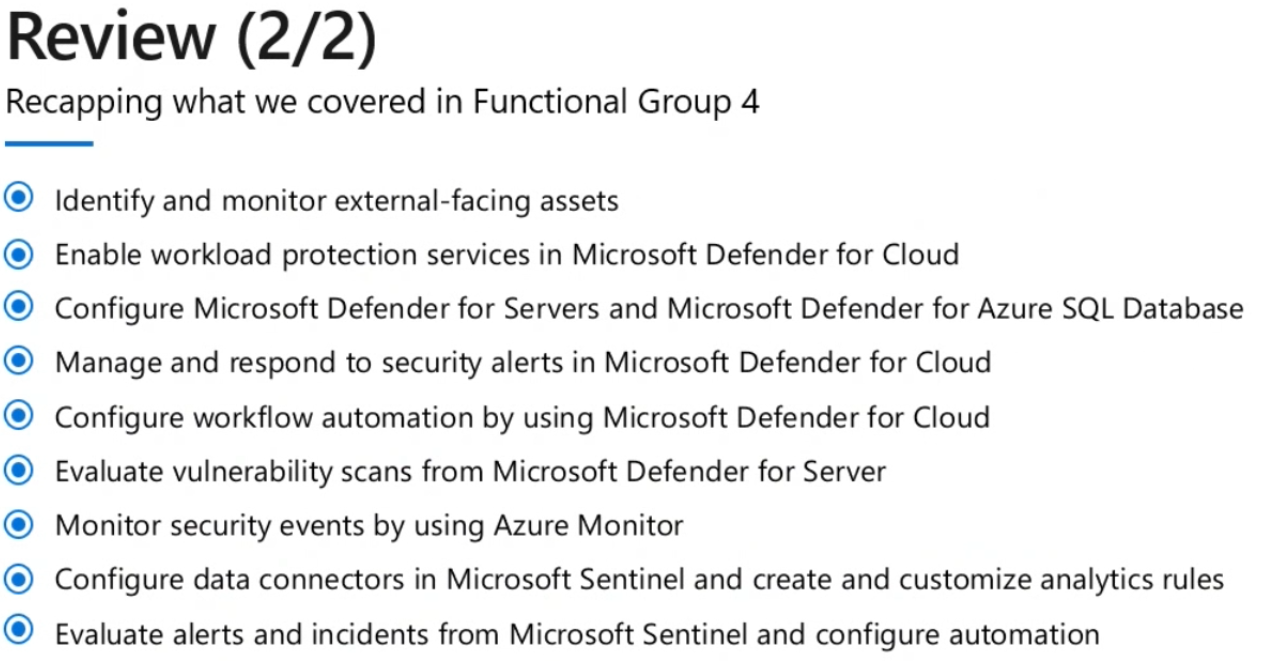 Review (2/2)
Recapping what we covered in Functional Group 4
Identify and monitor external-facing assets
Enable workload protection services in Microsoft Defender for Cloud
Configure Microsoft Defender for Servers and Microsoft Defender for Azure SQL Database
Manage and respond to security alerts in Microsoft Defender for Cloud
Configure workflow automation by using Microsoft Defender for Cloud
Evaluate vulnerability scans from Microsoft Defender for Server
Monitor security events by using Azure Monitor
Configure data connectors in Microsoft Sentinel and create and customize analytics rules
Evaluate alerts and incidents from Microsoft Sentinel and configure automation